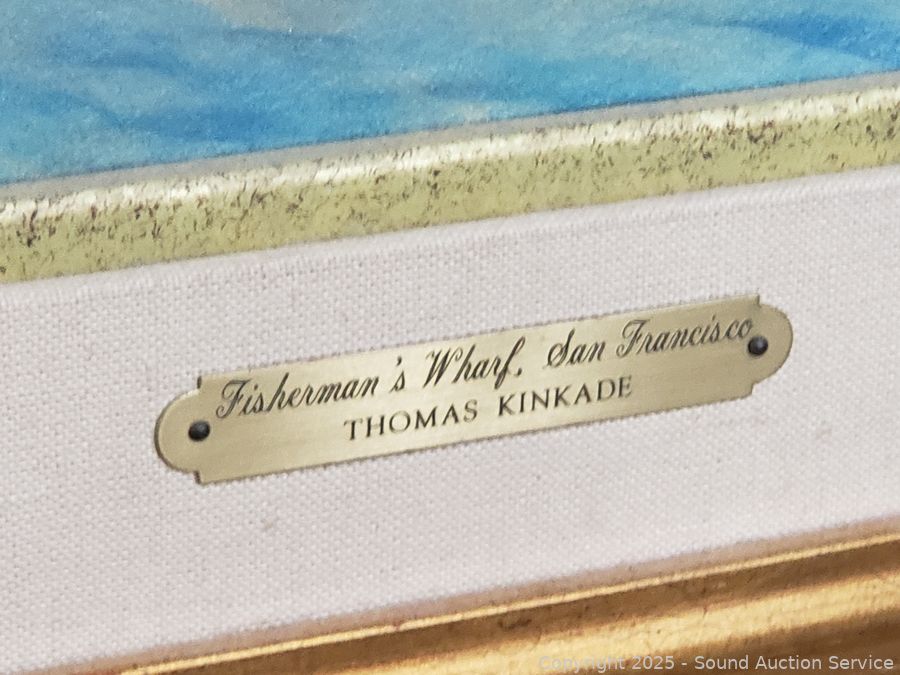 Fisherman's Wharf, San Francisco
THOMAS KINKADE
Copyright 2025 - Sound Auction Service